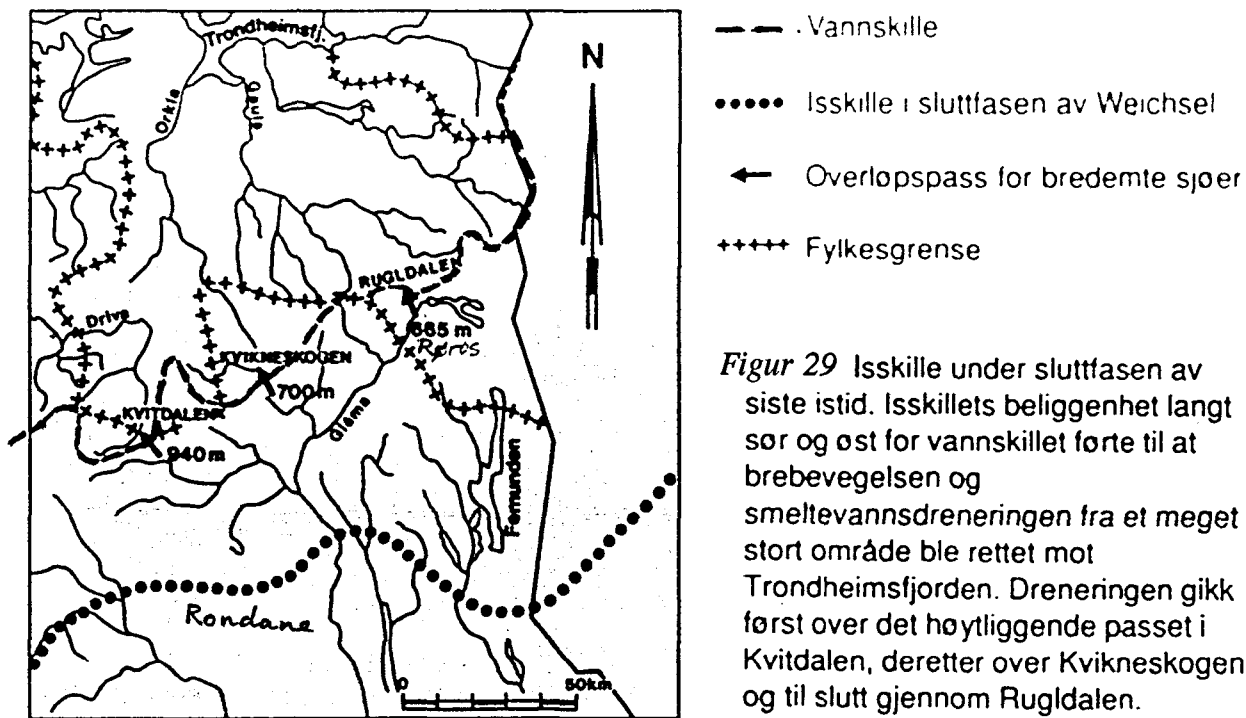 Trondheimsfj.
N
Orkla
Gaula
RUGLDALEN
Driva
665 m
Røros
KVIKNESKOGEN
700m
KVITDALEN
Glåma
940 m
Femunden
Rondane
0 50km
Vannskille
Isskille i sluttfasen av Weichsel
Overløpspass for bredemte sjøer
Fylkesgrense
Figur 29 Isskille under sluttfasen av
siste istid. Isskillets beliggenhet langt
sør og øst for vannskillet førte til at
brebevegelsen og
smeltevannsdreneringen fra et meget
stort område ble rettet mot
Trondheimsfjorden. Dreneringen gikk
først over det høytliggende passet i
Kvitdalen, deretter over Kvikneskogen
og til slutt gjennom Rugldalen.